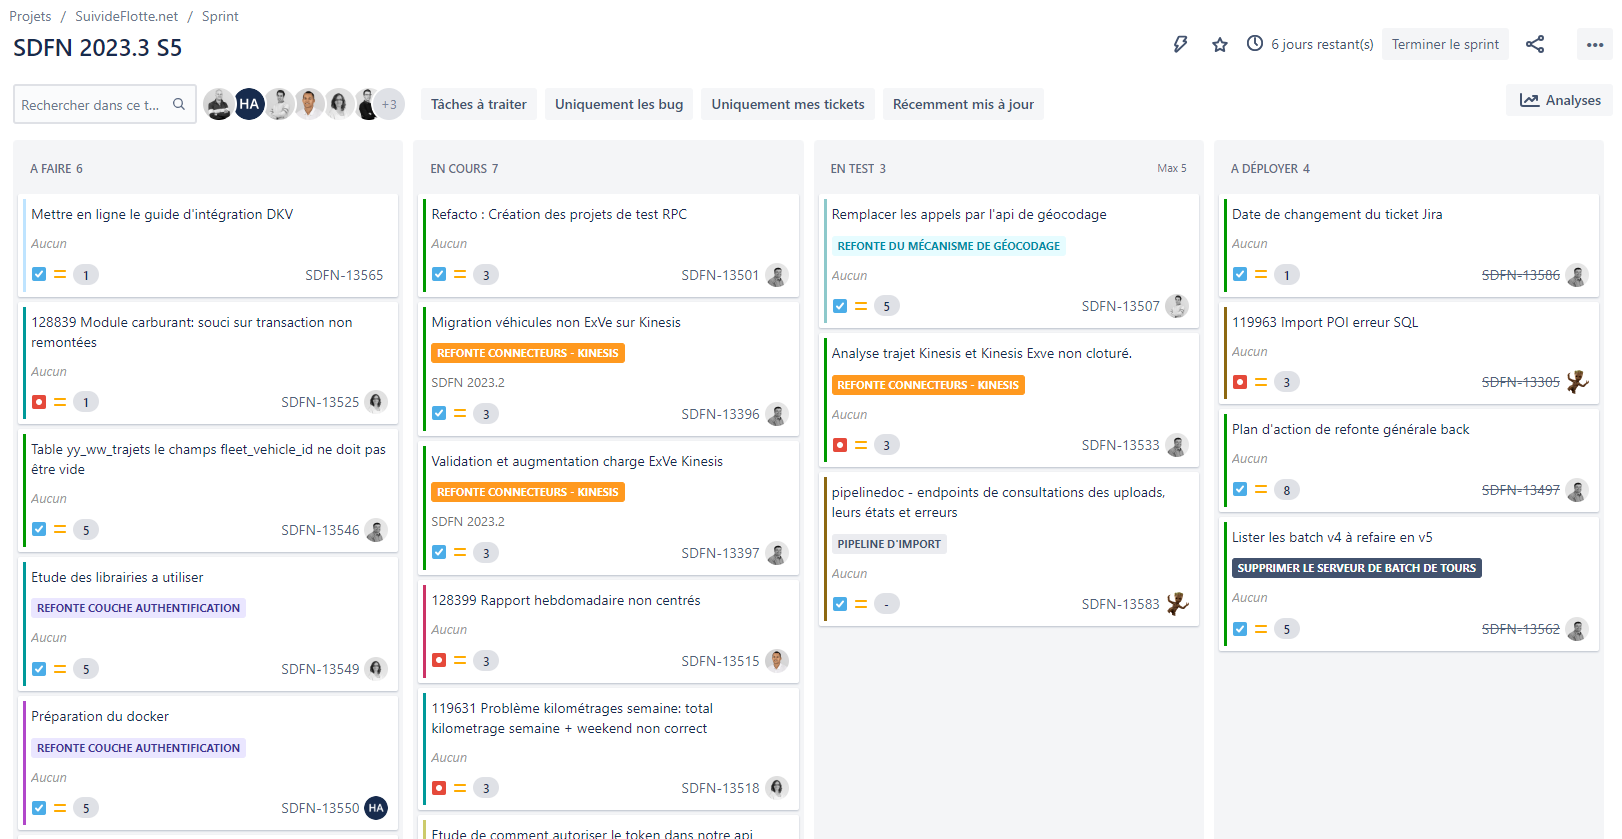 Projets / SuivideFlotte.net / Sprint
SDFN 2023.3 S5
6 jours restant(s)
Terminer le sprint
Rechercher dans ce t...
HA
+3
Tâches à traiter
Uniquement les bug
Uniquement mes tickets
Récemment mis à jour
Analyses
A FAIRE 6
Mettre en ligne le guide d'intégration DKV
Aucun
1
SDFN-13565
128839 Module carburant: souci sur transaction non
remontées
Aucun
1
SDFN-13525
Table yy_ww_trajets le champs fleet_vehicle_id ne doit pas
être vide
Aucun
5
SDFN-13546
Etude des librairies a utiliser
REFONTE COUCHE AUTHENTIFICATION
Aucun
5
SDFN-13549
Préparation du docker
REFONTE COUCHE AUTHENTIFICATION
Aucun
5
SDFN-13550
HA
EN COURS 7
Refacto : Création des projets de test RPC
Aucun
3
SDFN-13501
Migration véhicules non ExVe sur Kinesis
REFONTE CONNECTEURS - KINESIS
SDFN 2023.2
3
SDFN-13396
Validation et augmentation charge ExVe Kinesis
REFONTE CONNECTEURS - KINESIS
SDFN 2023.2
3
SDFN-13397
128399 Rapport hebdomadaire non centrés
Aucun
3
SDFN-13515
119631 Problème kilométrages semaine: total
kilometrage semaine + weekend non correct
Aucun
3
SDFN-13518
Etude de comment autoriser le token dans notre api
EN TEST 3
Max 5
Remplacer les appels par l'api de géocodage
REFONTE DU MÉCANISME DE GÉOCODAGE
Aucun
5
SDFN-13507
Analyse trajet Kinesis et Kinesis Exve non cloturé.
REFONTE CONNECTEURS - KINESIS
Aucun
3
SDFN-13533
pipelinedoc - endpoints de consultations des uploads,
leurs états et erreurs
PIPELINE D'IMPORT
Aucun
-
SDFN-13583
A DÉPLOYER 4
Date de changement du ticket Jira
Aucun
1
SDFN-13586
119963 Import POI erreur SQL
Aucun
3
SDFN-13305
Plan d'action de refonte générale back
Aucun
8
SDFN-13497
Lister les batch v4 à refaire en v5
SUPPRIMER LE SERVEUR DE BATCH DE TOURS
Aucun
5
SDFN-13562